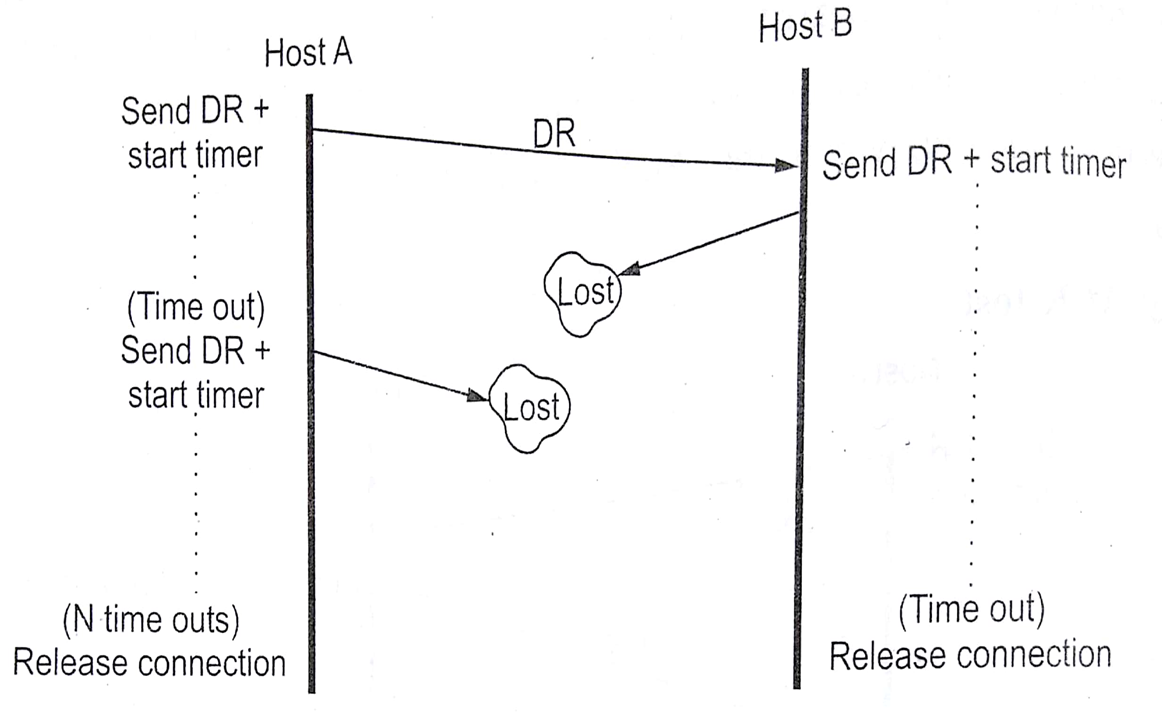 Host A
Host B
Send DR +
start timer
DR
Send DR + start timer
Lost
(Time out)
Send DR +
start timer
Lost
(N time outs)
Release connection
(Time out)
Release connection